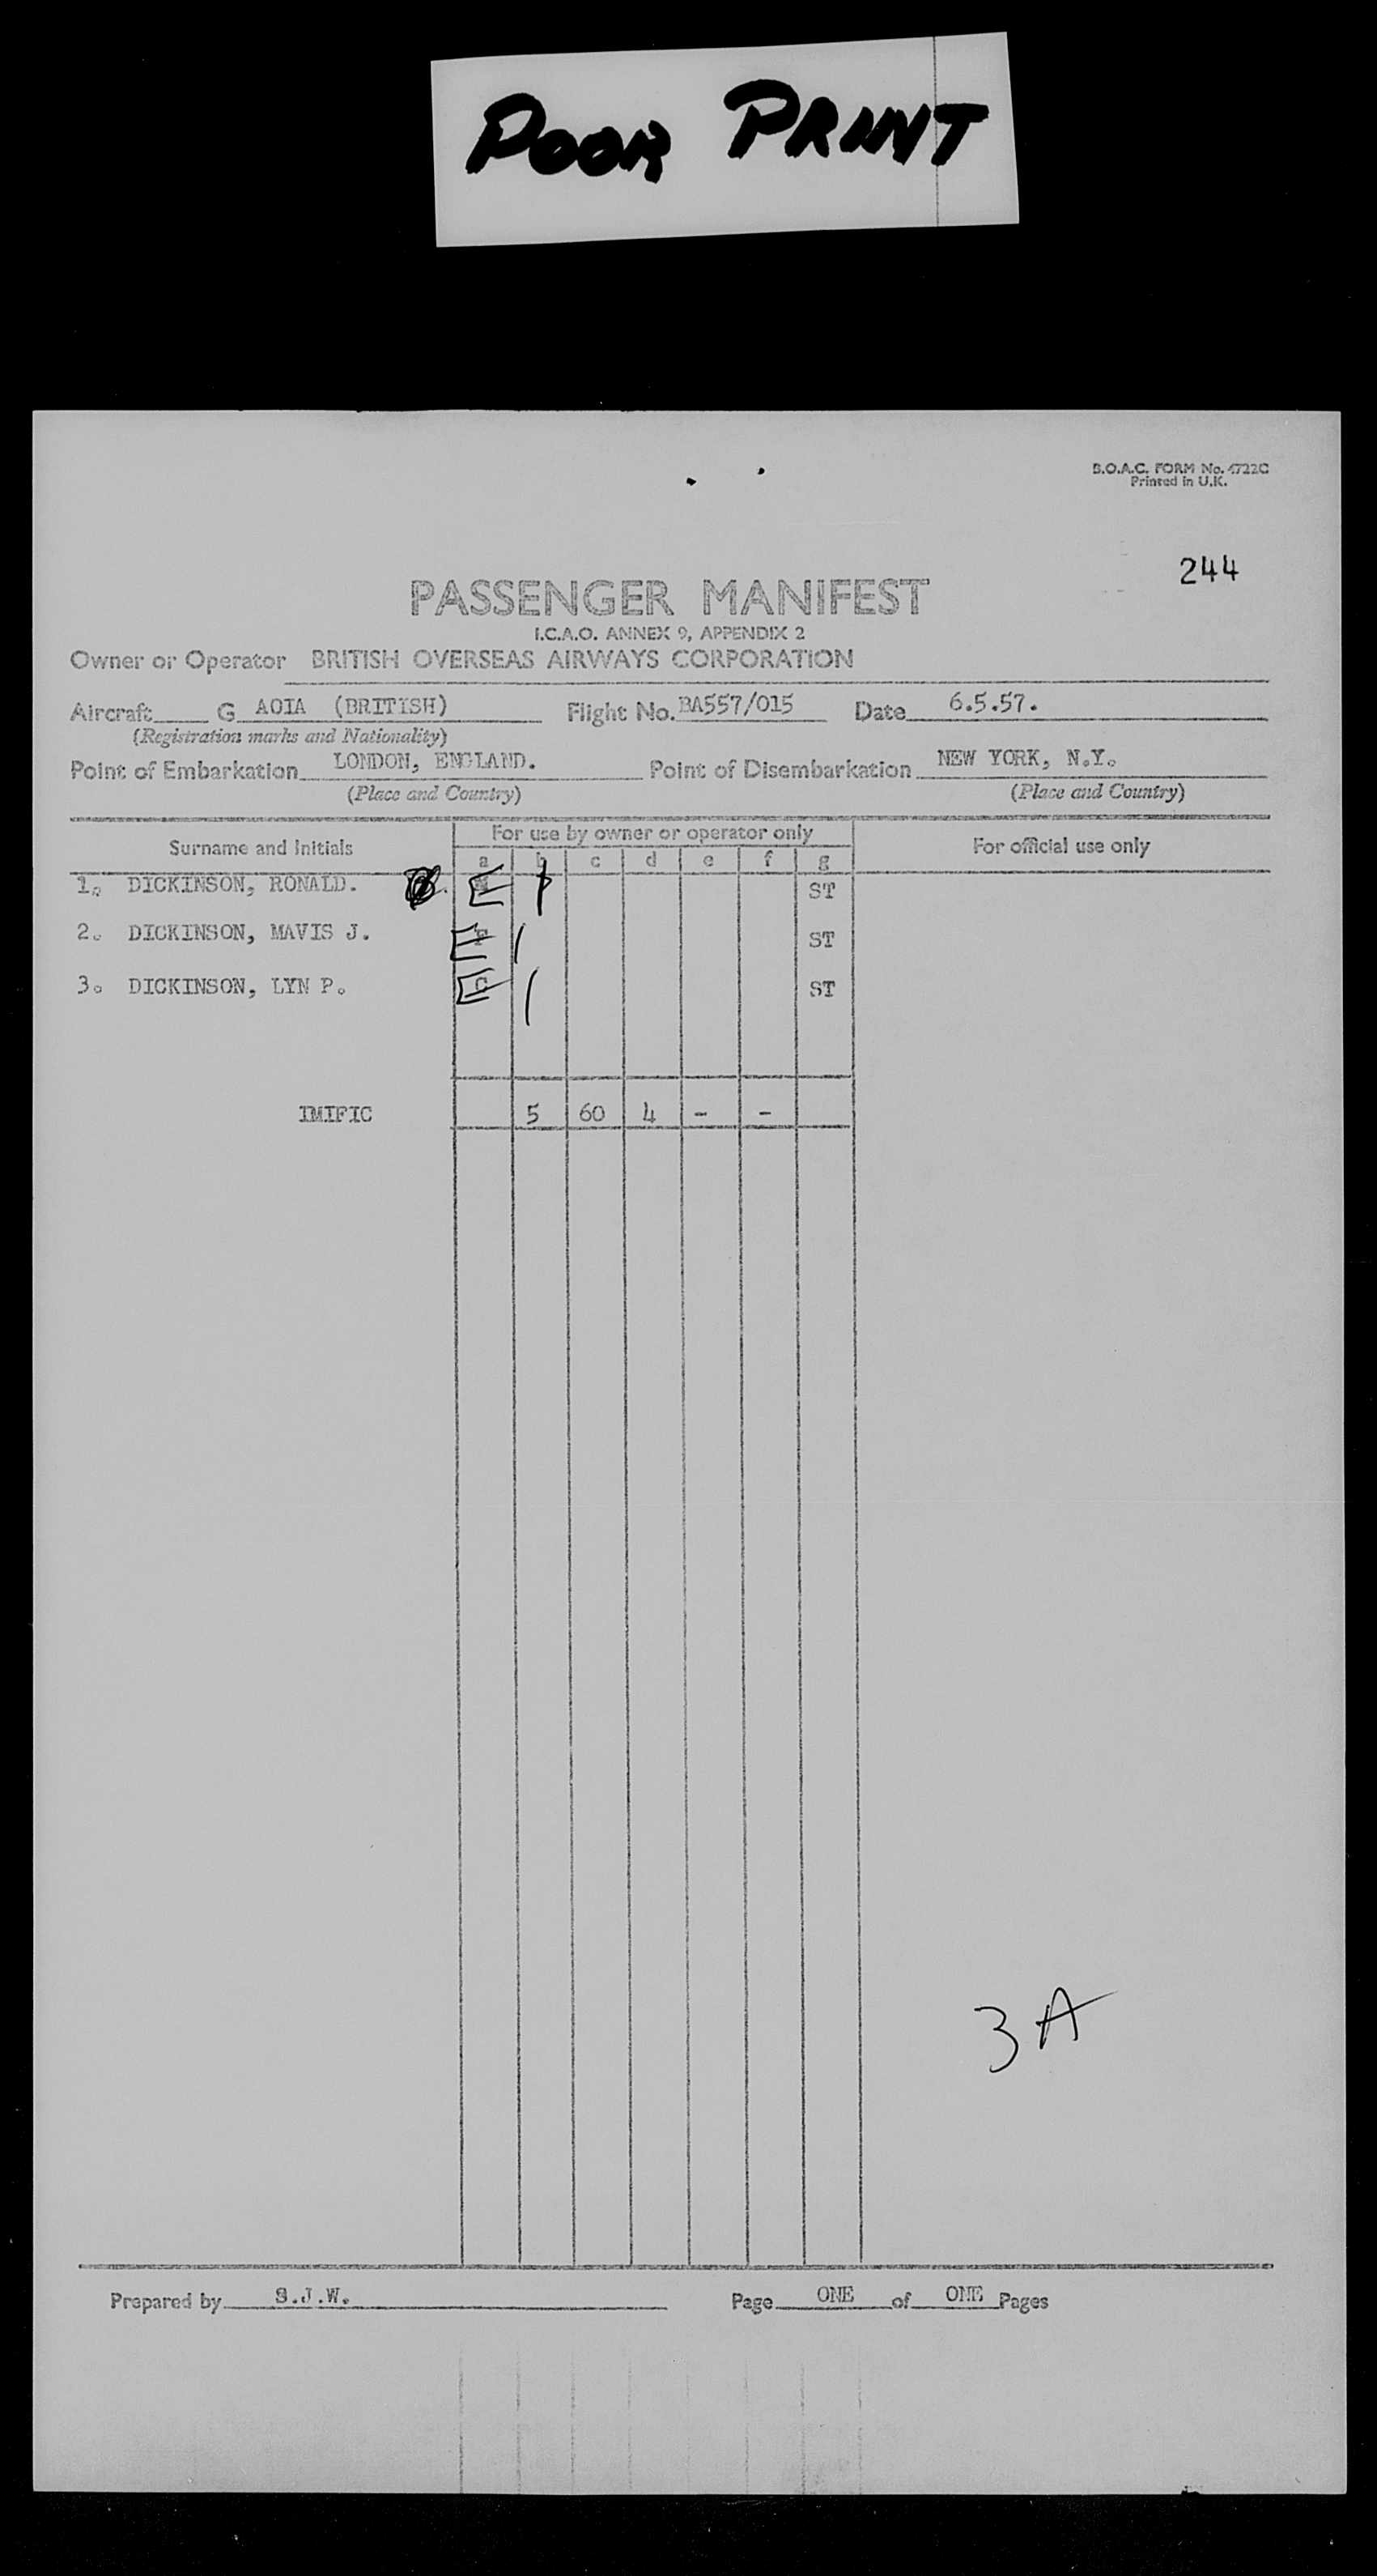 POOR PRINT
B.O.A.C. FORM No. 4722C
Printed in U.K.
244
PASSENGER MANIFEST
I.C.A.O. ANNEX 9, APPENDIX 2
Owner or Operator BRITISH OVERSEAS AIRWAYS CORPORATION
Aircraft G AOIA (BRITISH) Flight No. BA557/015 Date 6.5.57.
(Registration marks and Nationality)
Point of Embarkation LONDON, ENGLAND. Point of Disembarkation NEW YORK, N.Y.
(Place and Country) (Place and Country)
Surname and Initials For use by owner or operator only For official use only
a b c d e f g
1. DICKINSON, RONALD. ST
2. DICKINSON, MAVIS J. F ST
3. DICKINSON, LYN P. C ST
IMIFIC 5 60 4 - -
3A
Prepared by S.J.W. Page ONE of ONE Pages